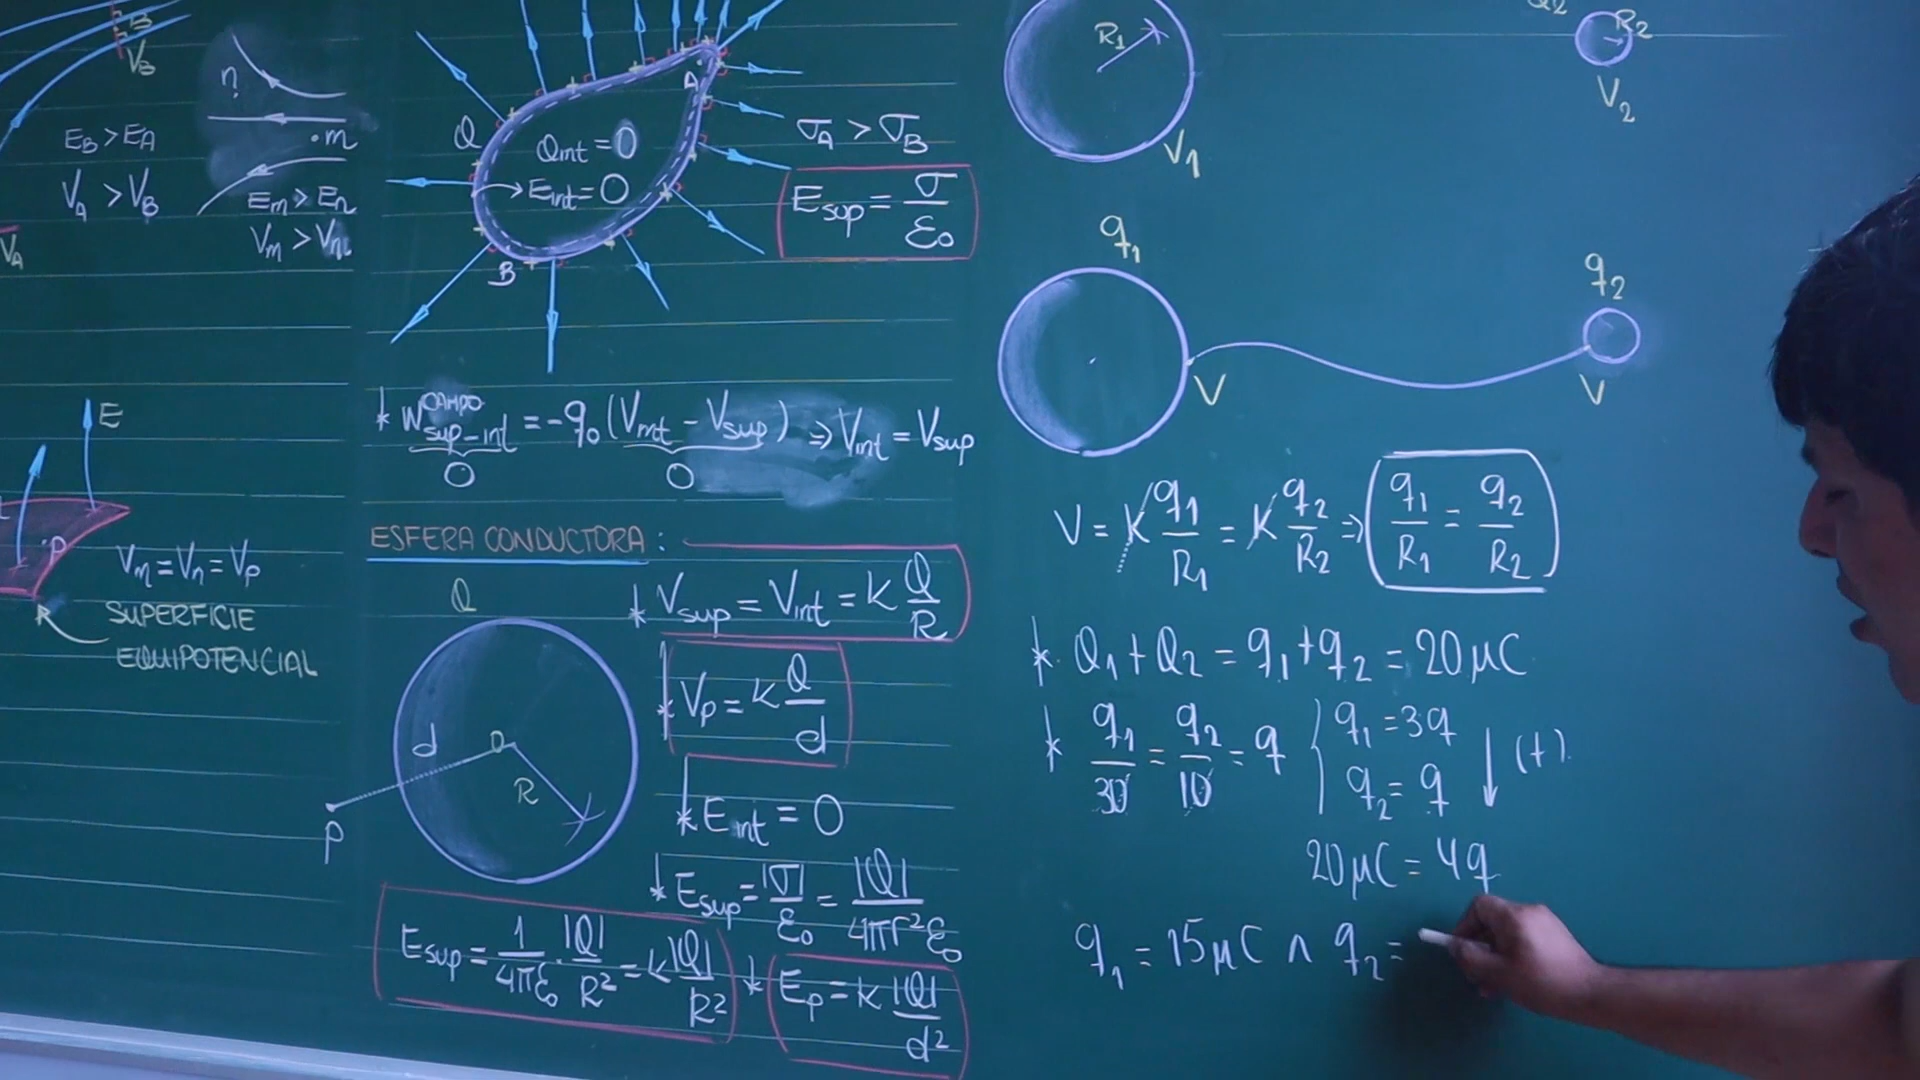 B
V_B
n
E_B > E_A
V_A > V_B
V_A
. m
E_m > E_n
V_m > V_n
E
. p
V_m = V_n = V_p
R
SUPERFICIE
EQUIPOTENCIAL
A
Q
Q_int = 0
E_int = 0
B
σ_A > σ_B
E_sup = σ/ε₀
* W^CAMPO_sup-int = -q₀ (V_int - V_sup) ⇒ V_int = V_sup
0 0
ESFERA CONDUCTORA :
Q
* V_sup = V_int = K Q/R
* V_p = K Q/d
d
R
P
* E_int = 0
* E_sup = |σ|/ε₀ = |Q|/4πr²ε₀
E_sup = 1/4πε₀ . |Q|/R² = K |Q|/R²
* E_p = K |Q|/d²
R₁
V₁
Q₂
R₂
V₂
q₁
q₂
V
V
V = K q₁/R₁ = K q₂/R₂ ⇒ q₁/R₁ = q₂/R₂
* Q₁ + Q₂ = q₁ + q₂ = 20 μC
* q₁/30 = q₂/10 = q
q₁ = 3q
q₂ = q
(+).
20 μC = 4q
q₁ = 15 μC ∧ q₂ =